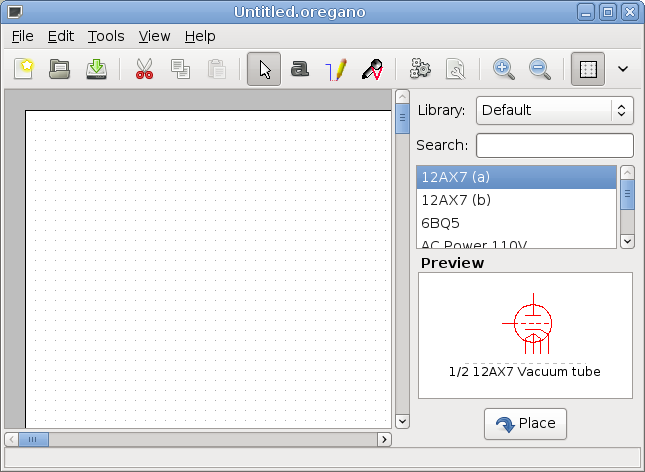 Untitled.oregano
File Edit Tools View Help
a
Library: Default
Search:
12AX7 (a)
12AX7 (b)
6BQ5
AC Power 110V
Preview
1/2 12AX7 Vacuum tube
Place